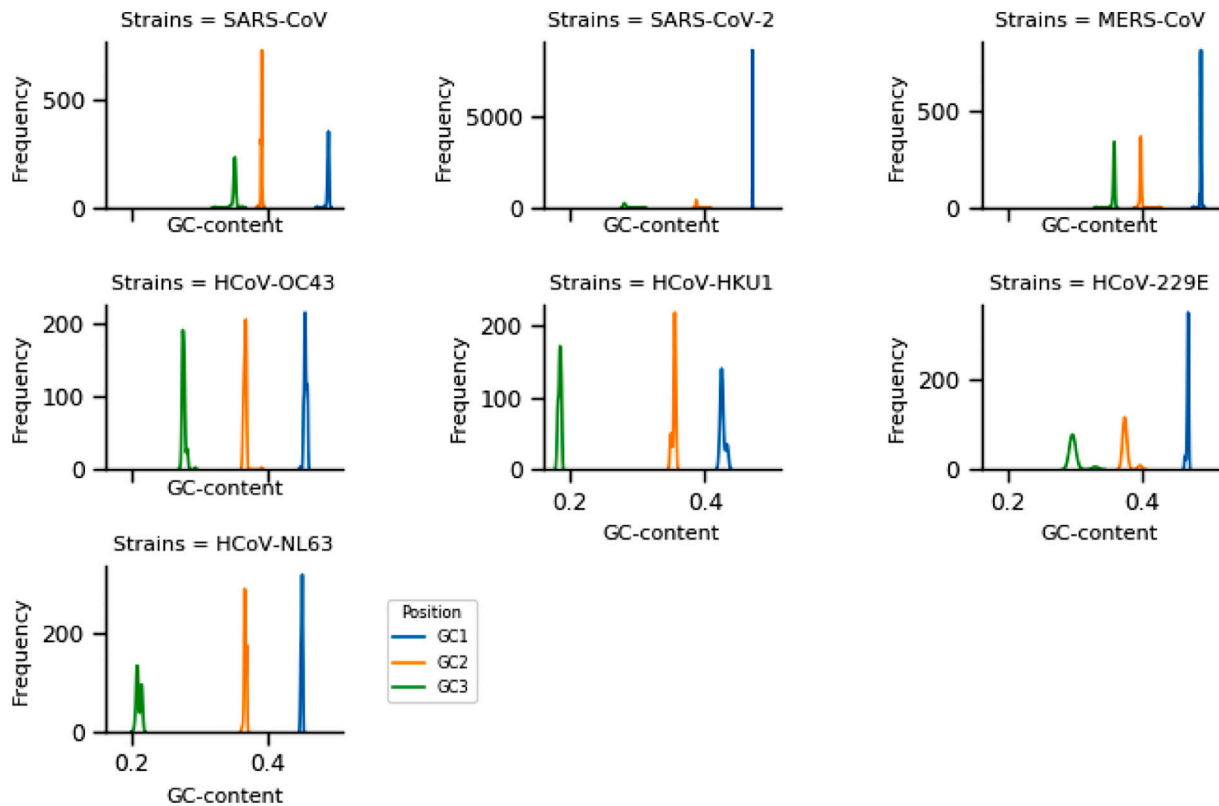 Strains = SARS-CoV
Frequency
500
0
GC-content
Strains = SARS-CoV-2
Frequency
5000
0
GC-content
Strains = MERS-CoV
Frequency
500
0
GC-content
Strains = HCoV-OC43
Frequency
200
100
0
GC-content
Strains = HCoV-HKU1
Frequency
200
100
0
0.2 0.4
GC-content
Strains = HCoV-229E
Frequency
200
0
0.2 0.4
GC-content
Strains = HCoV-NL63
Frequency
200
0
0.2 0.4
GC-content
Position
GC1
GC2
GC3